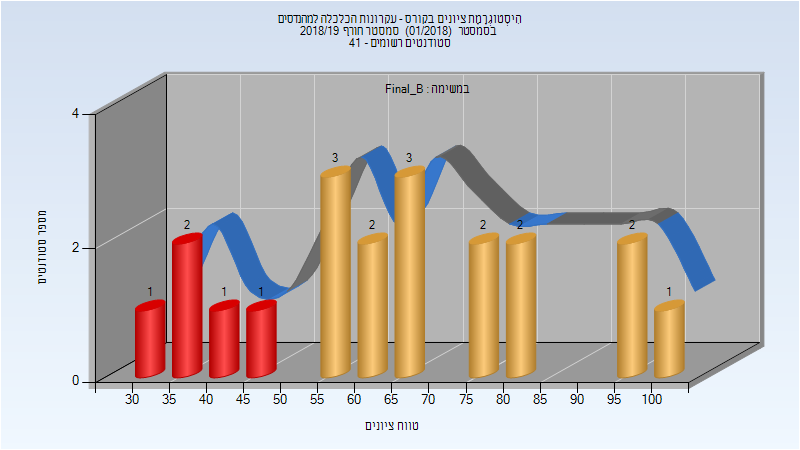 היסטוגרמת ציונים בקורס - עקרונות הכלכלה למהנדסים
בסמסטר (01/2018) סמסטר חורף 2018/19
סטודנטים רשומים - 41
במשימה : Final_B
4
2
0
מספר סטודנטים
1
2
1
1
3
2
3
2
2
2
1
30 35 40 45 50 55 60 65 70 75 80 85 90 95 100
טווח ציונים